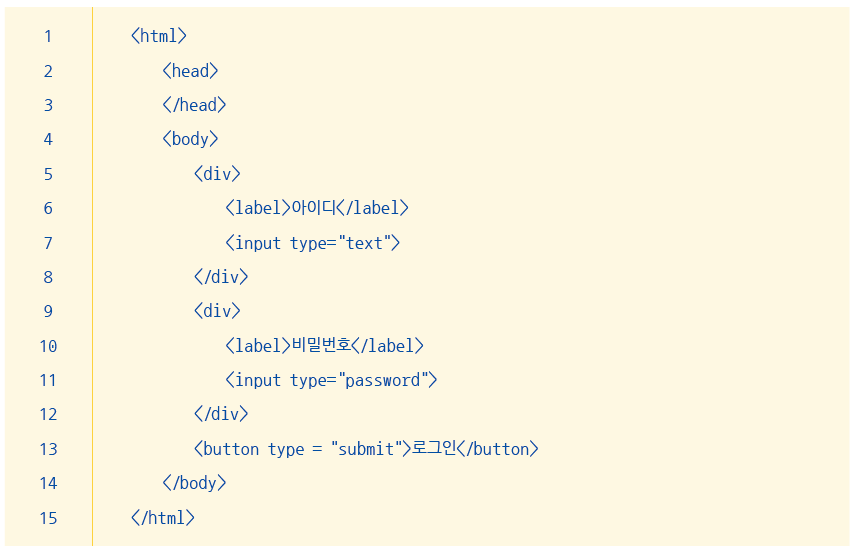 1 <html>
2 <head>
3 </head>
4 <body>
5 <div>
6 <label>아이디</label>
7 <input type="text">
8 </div>
9 <div>
10 <label>비밀번호</label>
11 <input type="password">
12 </div>
13 <button type = "submit">로그인</button>
14 </body>
15 </html>